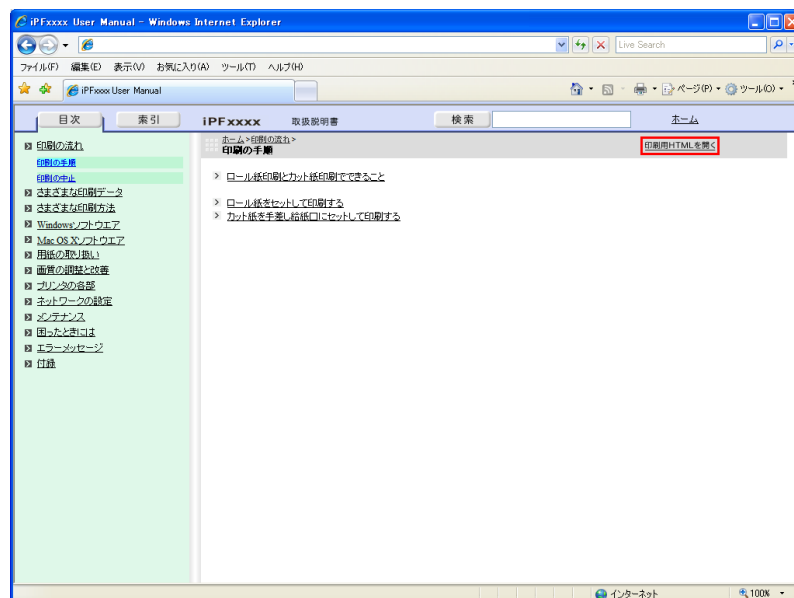 iPFxxxx User Manual - Windows Internet Explorer
Live Search
ファイル(F) 編集(E) 表示(V) お気に入り(A) ツール(T) ヘルプ(H)
iPFxxxx User Manual
ページ(P) ツール(O)
目次 索引 iPFxxxx 取扱説明書 検索 ホーム
ホーム>印刷の流れ>
印刷の手順
印刷用HTMLを開く
印刷の流れ
印刷の手順
印刷の中止
さまざまな印刷データ
さまざまな印刷方法
Windowsソフトウエア
Mac OS Xソフトウエア
用紙の取り扱い
画質の調整と改善
プリンタの各部
ネットワークの設定
メンテナンス
困ったときには
エラーメッセージ
付録
> ロール紙印刷とカット紙印刷でできること
> ロール紙をセットして印刷する
> カット紙を手差し給紙口にセットして印刷する
インターネット 100%